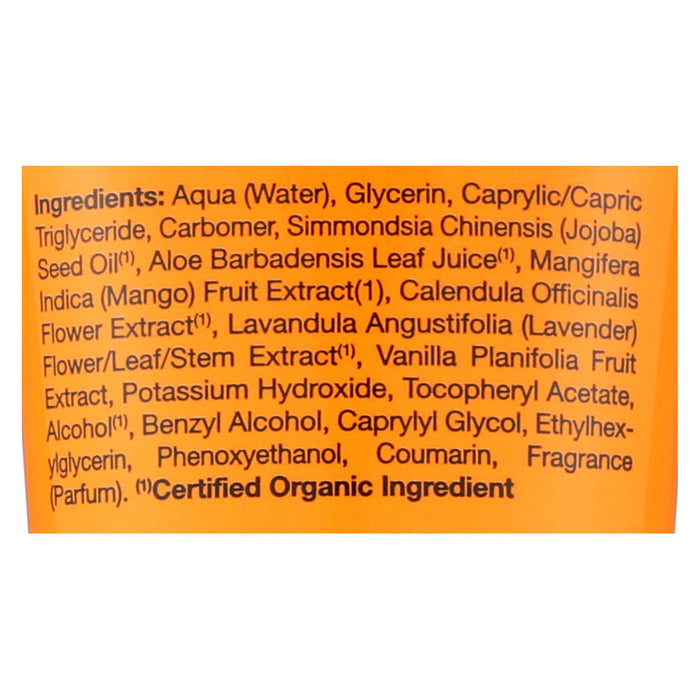 Ingredients: Aqua (Water), Glycerin, Caprylic/Capric
Triglyceride, Carbomer, Simmondsia Chinensis (Jojoba)
Seed Oil⁽¹⁾, Aloe Barbadensis Leaf Juice⁽¹⁾, Mangifera
Indica (Mango) Fruit Extract(1), Calendula Officinalis
Flower Extract⁽¹⁾, Lavandula Angustifolia (Lavender)
Flower/Leaf/Stem Extract⁽¹⁾, Vanilla Planifolia Fruit
Extract, Potassium Hydroxide, Tocopheryl Acetate,
Alcohol⁽¹⁾, Benzyl Alcohol, Caprylyl Glycol, Ethylhex-
ylglycerin, Phenoxyethanol, Coumarin, Fragrance
(Parfum). ⁽¹⁾Certified Organic Ingredient